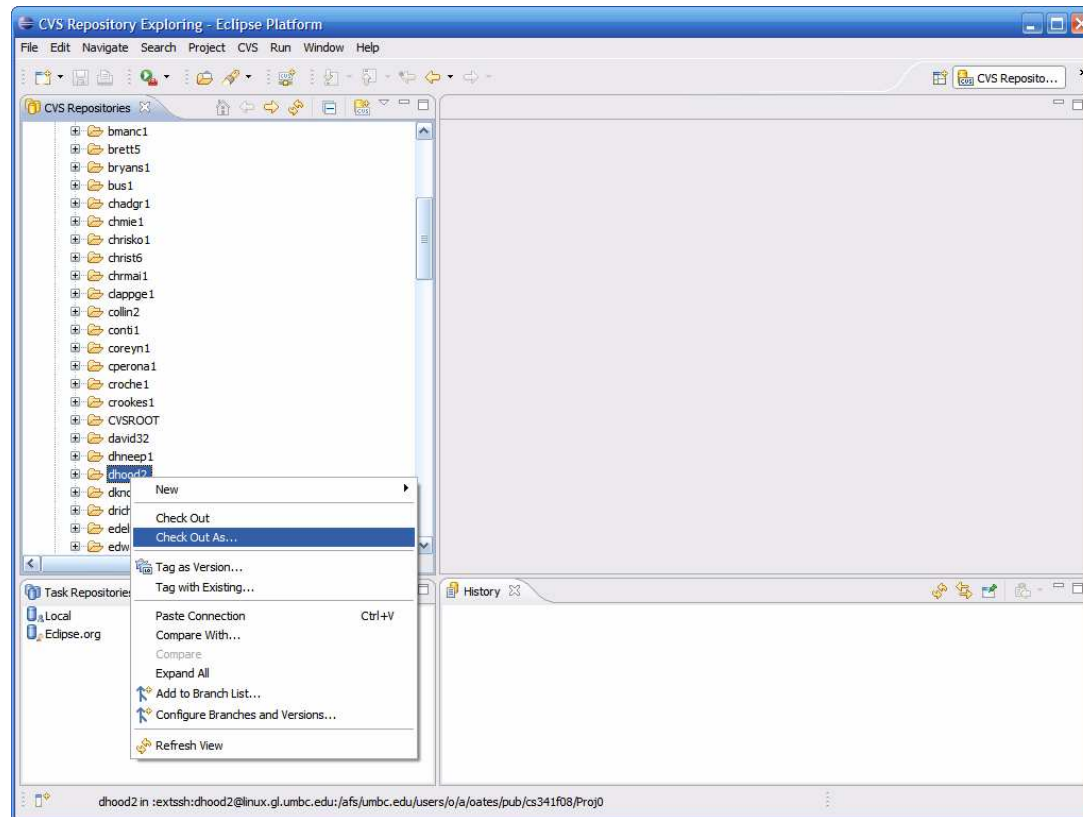 CVS Repository Exploring - Eclipse Platform
File Edit Navigate Search Project CVS Run Window Help
CVS Reposito...
CVS Repositories
bmanc1
brett5
bryans1
bus1
chadgr1
chmie1
chrisko1
christ6
chrmai1
clappge1
collin2
conti1
coreyn1
cperona1
croche1
crookes1
CVSROOT
david32
dhneep1
dhood2
New
Check Out
Check Out As...
Tag as Version...
Tag with Existing...
Paste Connection Ctrl+V
Compare With...
Compare
Expand All
Add to Branch List...
Configure Branches and Versions...
Refresh View
Task Repositories
Local
Eclipse.org
History
dhood2 in :extssh:dhood2@linux.gl.umbc.edu:/afs/umbc.edu/users/o/a/oates/pub/cs341f08/Proj0